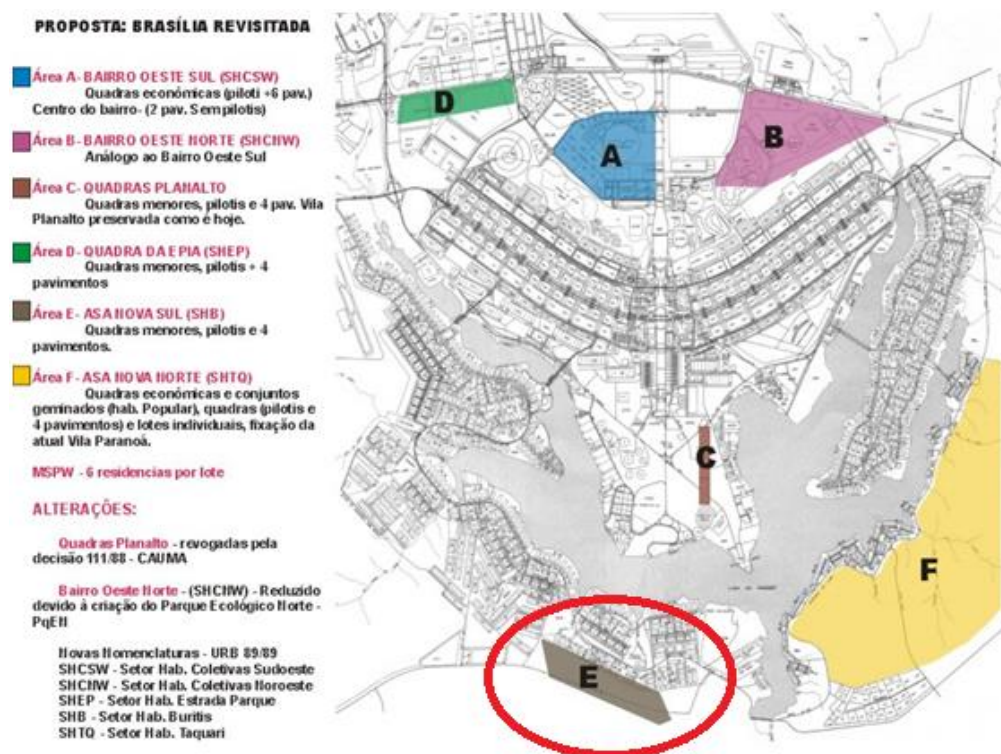 PROPOSTA: BRASÍLIA REVISITADA
Área A- BAIRRO OESTE SUL (SHCSW)
Quadras econômicas (piloti +6 pav.)
Centro do bairro- (2 pav. Sem pilotis)
Área B - BAIRRO OESTE NORTE (SHCNW)
Análogo ao Bairro Oeste Sul
Área C- QUADRAS PLANALTO
Quadras menores, pilotis e 4 pav. Vila
Planalto preservada como é hoje.
Área D - QUADRA DA EPIA (SHEP)
Quadras menores, pilotis + 4
pavimentos
Área E- ASA NOVA SUL (SHB)
Quadras menores, pilotis e 4
pavimentos.
Área F - ASA NOVA NORTE (SHTQ)
Quadras econômicas e conjuntos
geminados (hab. Popular), quadras (pilotis e
4 pavimentos) e lotes individuais, fixação da
atual Vila Paranoá.
MSPW - 6 residencias por lote
ALTERAÇÕES:
Quadras Planalto - revogadas pela
decisão 111/88 - CAUMA
Bairro Oeste Norte - (SHCNW) - Reduzido
devido à criação do Parque Ecológico Norte -
PqEN
Novas Nomenclaturas - URB 89/89
SHCSW - Setor Hab. Coletivas Sudoeste
SHCNW - Setor Hab. Coletivas Noroeste
SHEP - Setor Hab. Estrada Parque
SHB - Setor Hab. Buritis
SHTQ - Setor Hab. Taquari
D
A
B
C
F
E